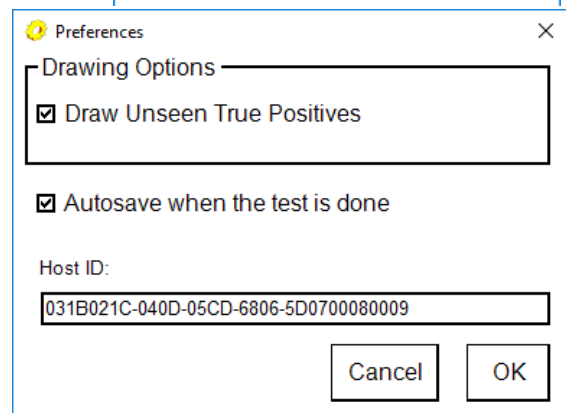 Preferences
Drawing Options
Draw Unseen True Positives
Autosave when the test is done
Host ID:
031B021C-040D-05CD-6806-5D0700080009
Cancel OK